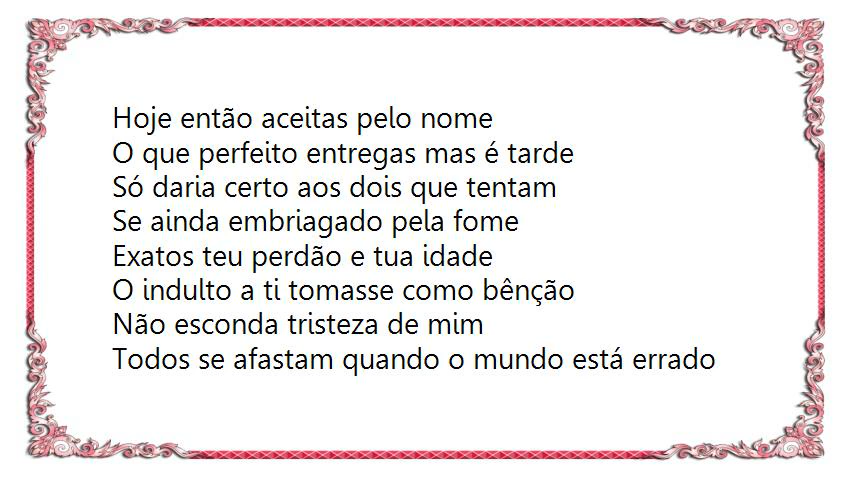 Hoje então aceitas pelo nome
O que perfeito entregas mas é tarde
Só daria certo aos dois que tentam
Se ainda embriagado pela fome
Exatos teu perdão e tua idade
O indulto a ti tomasse como bênção
Não esconda tristeza de mim
Todos se afastam quando o mundo está errado